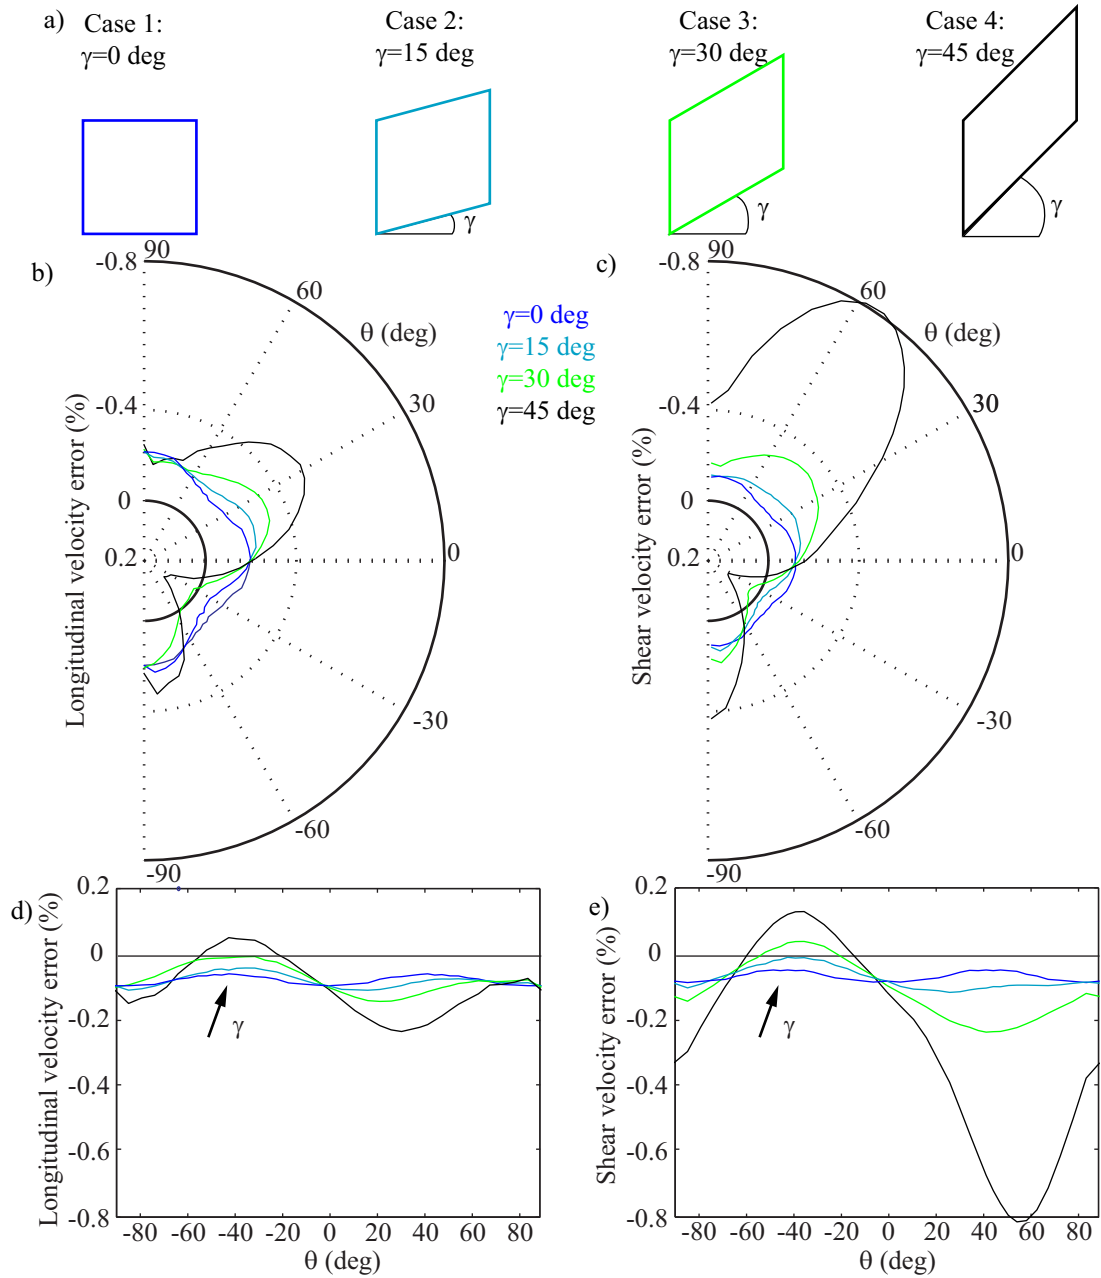 a)
Case 1:
γ=0 deg
Case 2:
γ=15 deg
Case 3:
γ=30 deg
Case 4:
γ=45 deg
γ
γ
γ
b)
-0.8
90
60
θ (deg)
30
-0.4
0
0.2
0
-30
-60
-90
Longitudinal velocity error (%)
γ=0 deg
γ=15 deg
γ=30 deg
γ=45 deg
c)
-0.8
90
60
θ (deg)
30
-0.4
0
0.2
0
-30
-60
-90
Shear velocity error (%)
d)
0.2
0
-0.2
-0.4
-0.6
-0.8
Longitudinal velocity error (%)
γ
-80 -60 -40 -20 0 20 40 60 80
θ (deg)
e)
0.2
0
-0.2
-0.4
-0.6
-0.8
Shear velocity error (%)
γ
-80 -60 -40 -20 0 20 40 60 80
θ (deg)